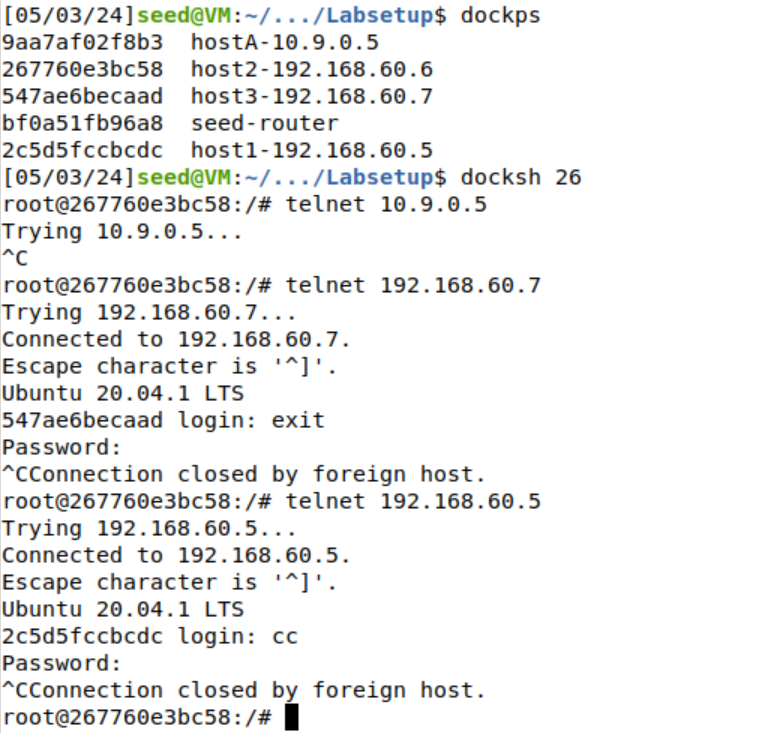 [05/03/24]seed@VM:~/.../Labsetup$ dockps
9aa7af02f8b3  hostA-10.9.0.5
267760e3bc58  host2-192.168.60.6
547ae6becaad  host3-192.168.60.7
bf0a51fb96a8  seed-router
2c5d5fccbcdc  host1-192.168.60.5
[05/03/24]seed@VM:~/.../Labsetup$ docksh 26
root@267760e3bc58:/# telnet 10.9.0.5
Trying 10.9.0.5...
^C
root@267760e3bc58:/# telnet 192.168.60.7
Trying 192.168.60.7...
Connected to 192.168.60.7.
Escape character is '^]'.
Ubuntu 20.04.1 LTS
547ae6becaad login: exit
Password:
^CConnection closed by foreign host.
root@267760e3bc58:/# telnet 192.168.60.5
Trying 192.168.60.5...
Connected to 192.168.60.5.
Escape character is '^]'.
Ubuntu 20.04.1 LTS
2c5d5fccbcdc login: cc
Password:
^CConnection closed by foreign host.
root@267760e3bc58:/#